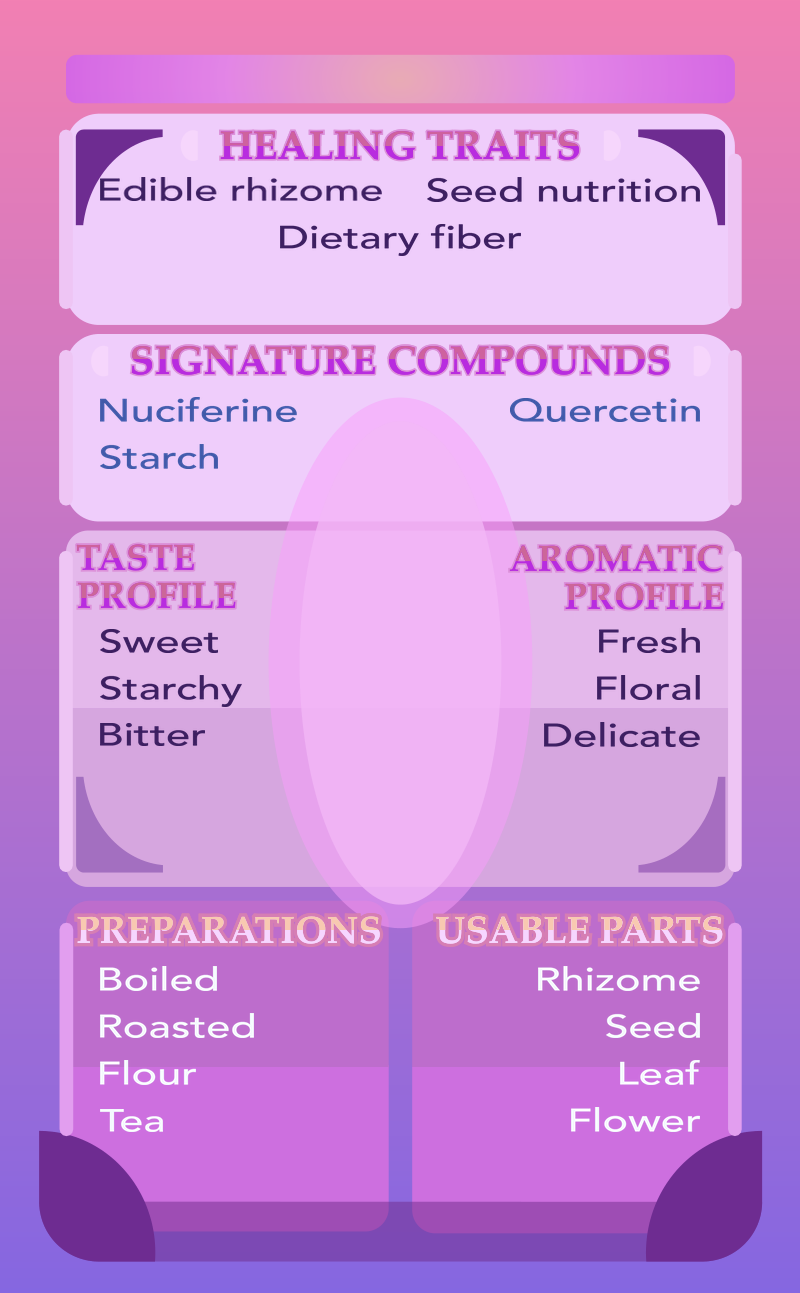 HEALING TRAITS
Edible rhizome Seed nutrition
Dietary fiber
SIGNATURE COMPOUNDS
Nuciferine Quercetin
Starch
TASTE
PROFILE
Sweet
Starchy
Bitter
AROMATIC
PROFILE
Fresh
Floral
Delicate
PREPARATIONS
Boiled
Roasted
Flour
Tea
USABLE PARTS
Rhizome
Seed
Leaf
Flower